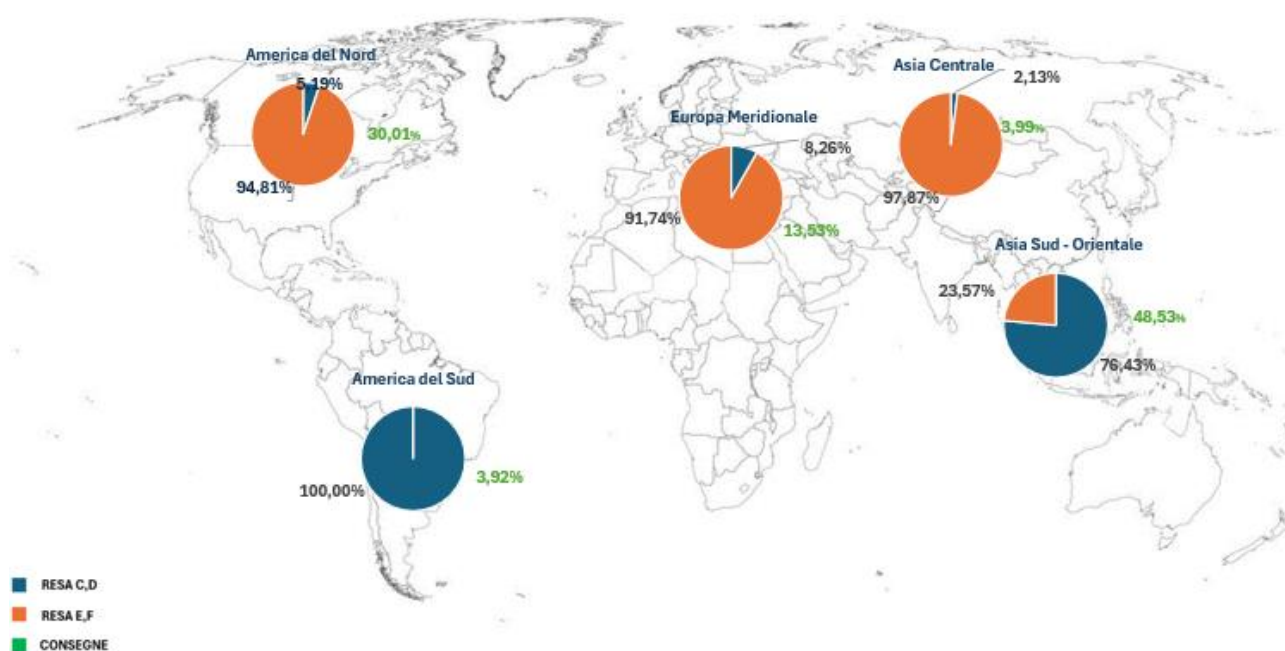 America del Nord
5,19%
30,01%
94,81%
Europa Meridionale
8,26%
91,74%
13,53%
Asia Centrale
2,13%
3,99%
97,87%
Asia Sud - Orientale
23,57%
48,53%
76,43%
America del Sud
100,00%
3,92%
RESA C,D
RESA E,F
CONSEGNE